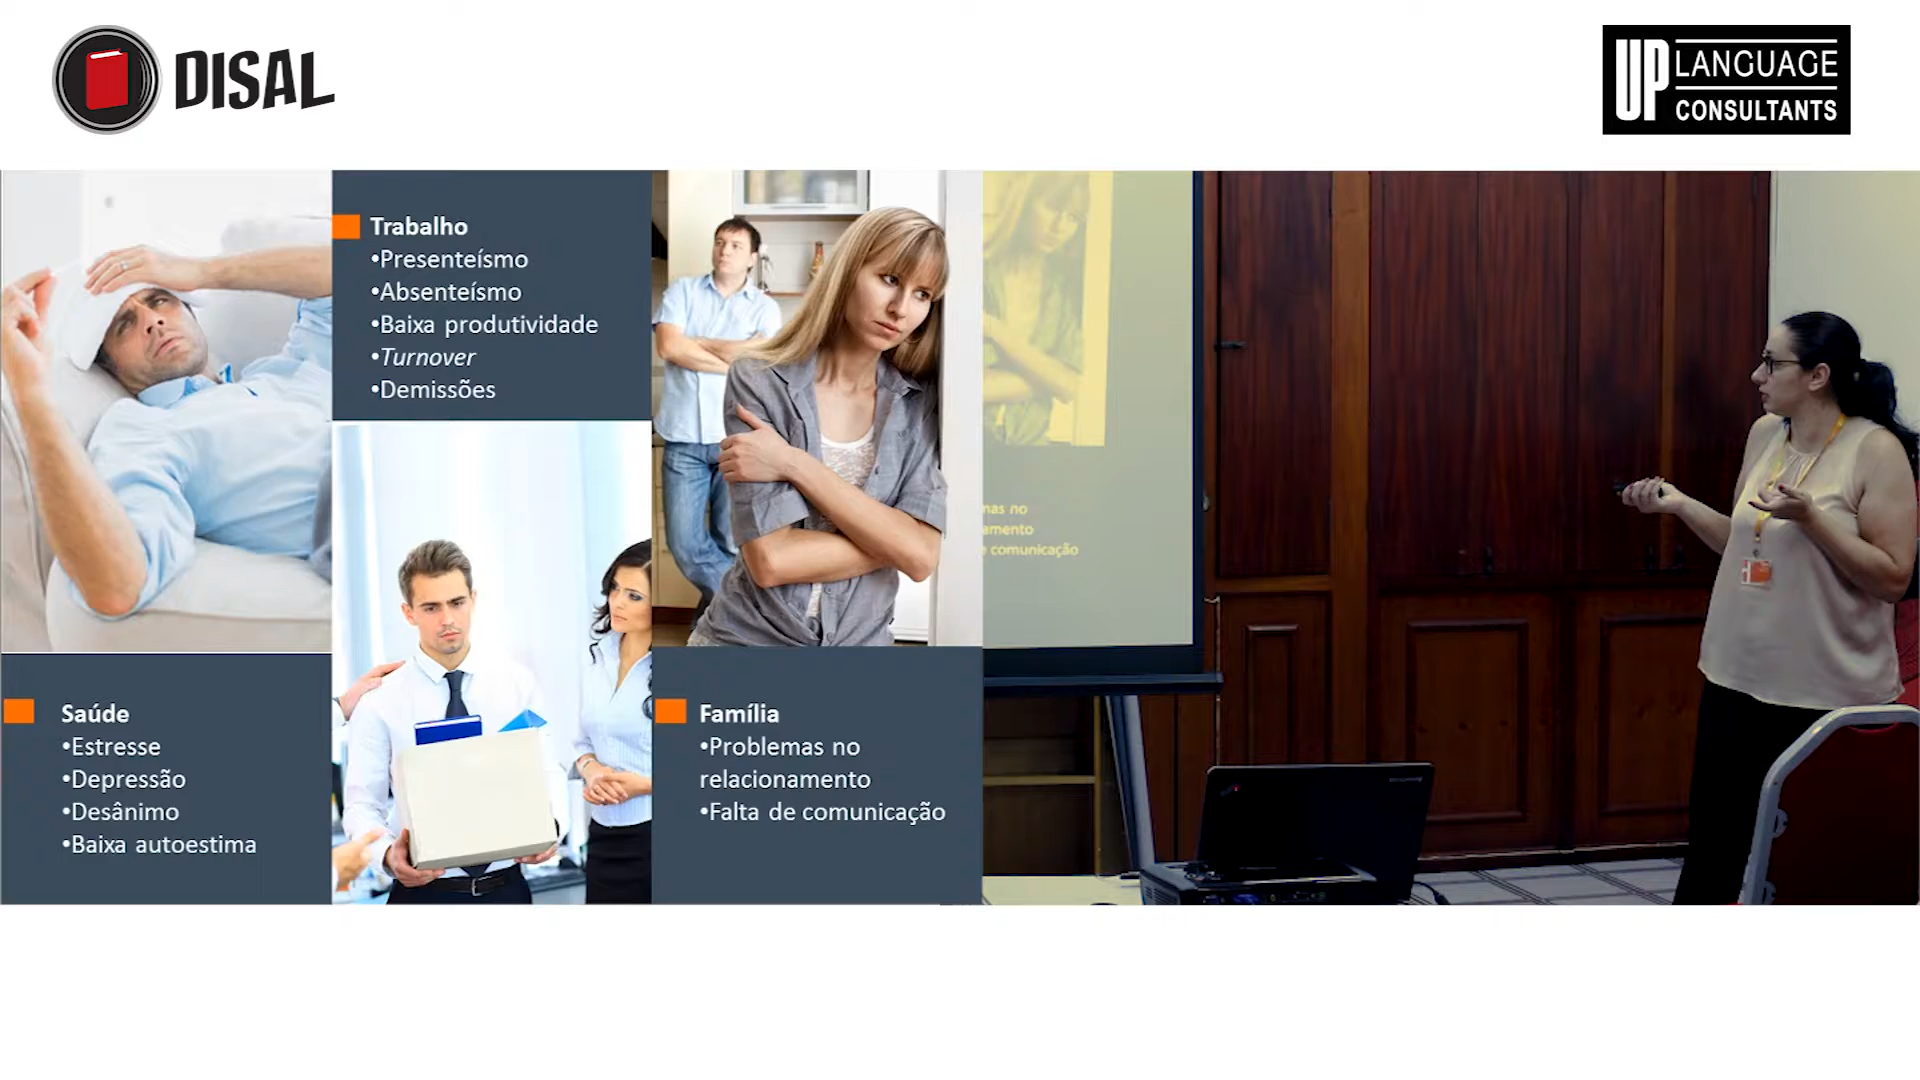 DISAL
UP LANGUAGE
CONSULTANTS
Trabalho
•Presenteísmo
•Absenteísmo
•Baixa produtividade
•Turnover
•Demissões
Saúde
•Estresse
•Depressão
•Desânimo
•Baixa autoestima
Família
•Problemas no
relacionamento
•Falta de comunicação
comunicação